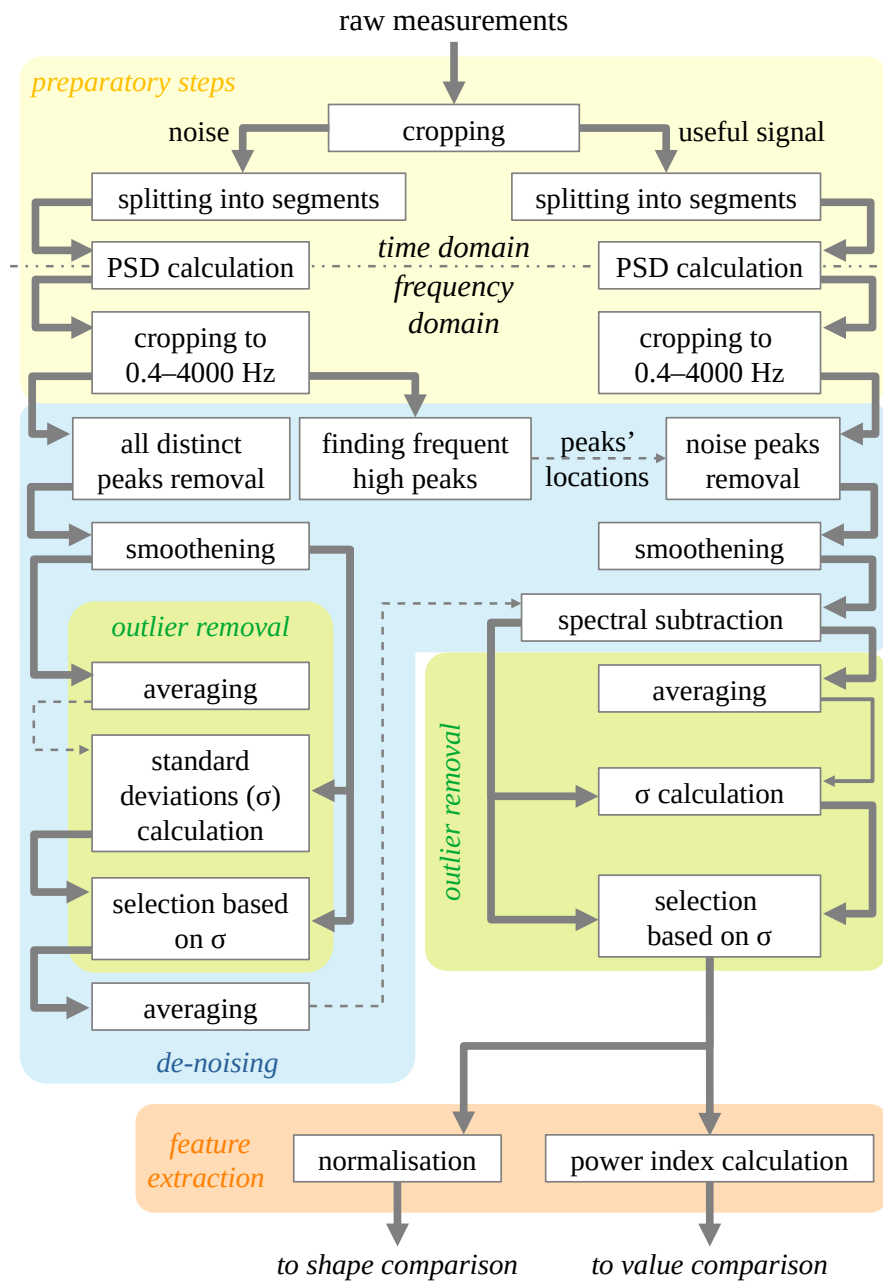 raw measurements
preparatory steps
noise
cropping
useful signal
splitting into segments
splitting into segments
PSD calculation
time domain
frequency
domain
PSD calculation
cropping to
0.4–4000 Hz
cropping to
0.4–4000 Hz
all distinct
peaks removal
finding frequent
high peaks
peaks’
locations
noise peaks
removal
smoothening
smoothening
spectral subtraction
outlier removal
averaging
averaging
standard
deviations (σ)
calculation
outlier removal
σ calculation
selection based
on σ
selection
based on σ
averaging
de-noising
feature
extraction
normalisation
power index calculation
to shape comparison
to value comparison